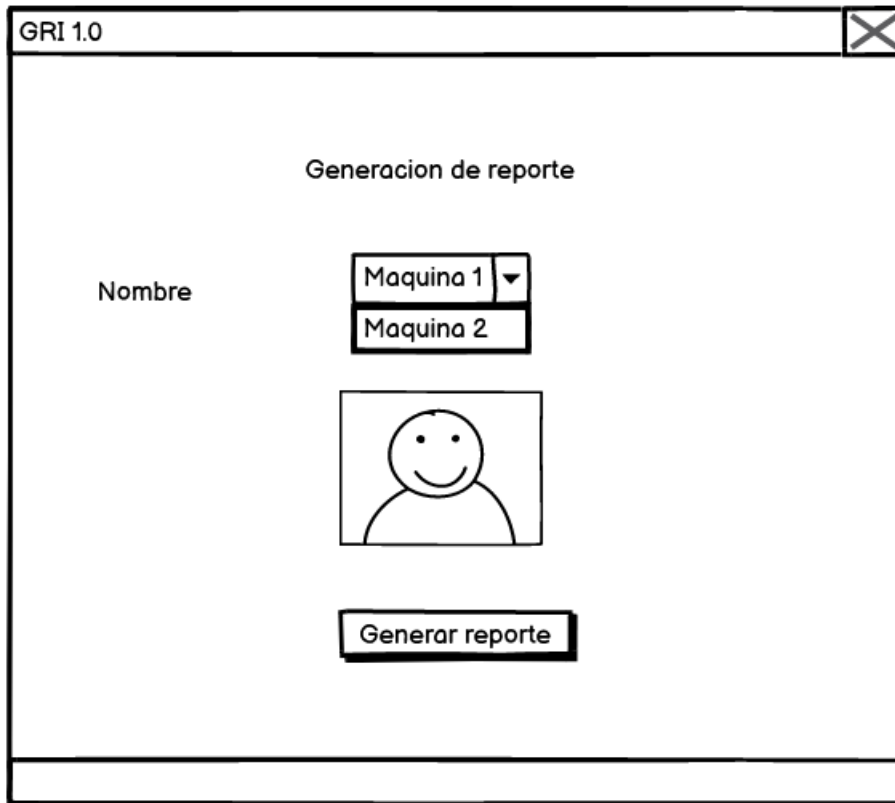 GRI 1.0
Generacion de reporte
Nombre
Maquina 1
Maquina 2
Generar reporte